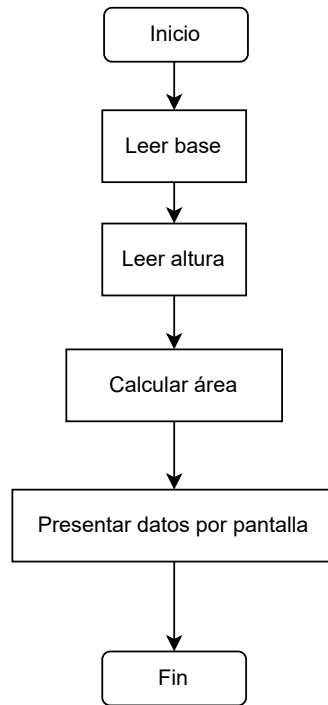 Inicio
Leer base
Leer altura
Calcular área
Presentar datos por pantalla
Fin